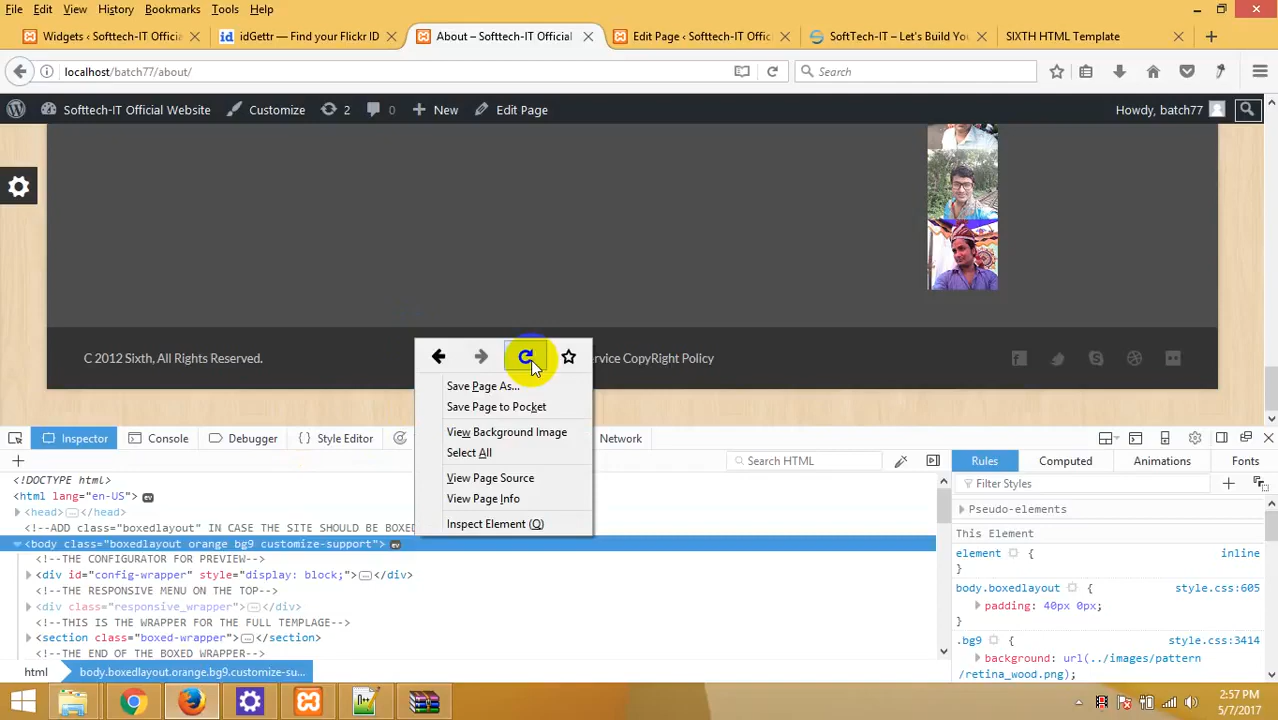 File Edit View History Bookmarks Tools Help
Widgets ‹ Softtech-IT Officia idGettr — Find your Flickr ID About – Softtech-IT Official Edit Page ‹ Softtech-IT Offic SoftTech-IT – Let's Build Yo SIXTH HTML Template
localhost/batch77/about/ Search
Softtech-IT Official Website Customize 2 0 New Edit Page Howdy, batch77
C 2012 Sixth, All Rights Reserved. ervice CopyRight Policy
Save Page As...
Save Page to Pocket
View Background Image
Select All
View Page Source
View Page Info
Inspect Element (Q)
Inspector Console Debugger Style Editor Network
Search HTML Rules Computed Animations Fonts
Filter Styles
<!DOCTYPE html>
<html lang="en-US"> ev
<head>…</head> Pseudo-elements
<!--ADD class="boxedlayout" IN CASE THE SITE SHOULD BE BOXED This Element
<body class="boxedlayout orange bg9 customize-support"> ev
element { inline
<!--THE CONFIGURATOR FOR PREVIEW-->
}
<div id="config-wrapper" style="display: block;">…</div>
body.boxedlayout { style.css:605
<!--THE RESPONSIVE MENU ON THE TOP-->
padding: 40px 0px;
<div class="responsive_wrapper">…</div>
}
<!--THIS IS THE WRAPPER FOR THE FULL TEMPLAGE-->
<section class="boxed-wrapper">…</section>
.bg9 { style.css:3414
<!--THE END OF THE BOXED WRAPPER-->
background: url(../images/pattern
/retina_wood.png);
html body.boxedlayout.orange.bg9.customize-su...
2:57 PM
5/7/2017